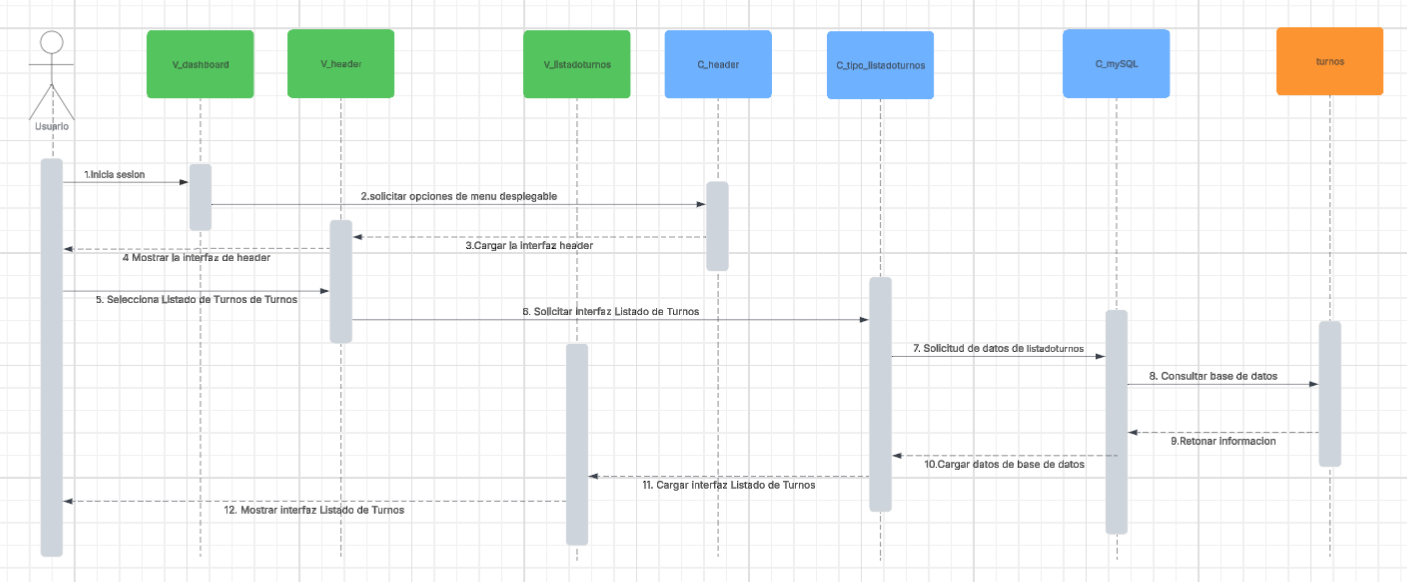 V_dashboard
V_header
V_listadoturnos
C_header
C_tipo_listadoturnos
C_mySQL
turnos
Usuario
1.Inicia sesion
2.solicitar opciones de menu desplegable
3.Cargar la interfaz header
4 Mostrar la interfaz de header
5. Selecciona Listado de Turnos de Turnos
6. Solicitar interfaz Listado de Turnos
7. Solicitud de datos de listadoturnos
8. Consultar base de datos
9.Retonar informacion
10.Cargar datos de base de datos
11. Cargar interfaz Listado de Turnos
12. Mostrar interfaz Listado de Turnos